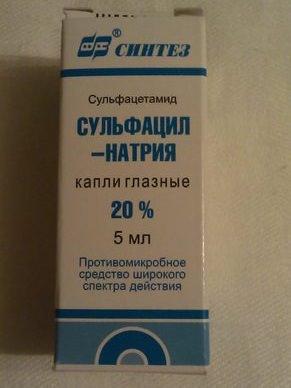 ® СИНТЕЗ
Сульфацетамид
СУЛЬФАЦИЛ
-НАТРИЯ
капли глазные
20 %
5 мл
Противомикробное
средство широкого
спектра действия